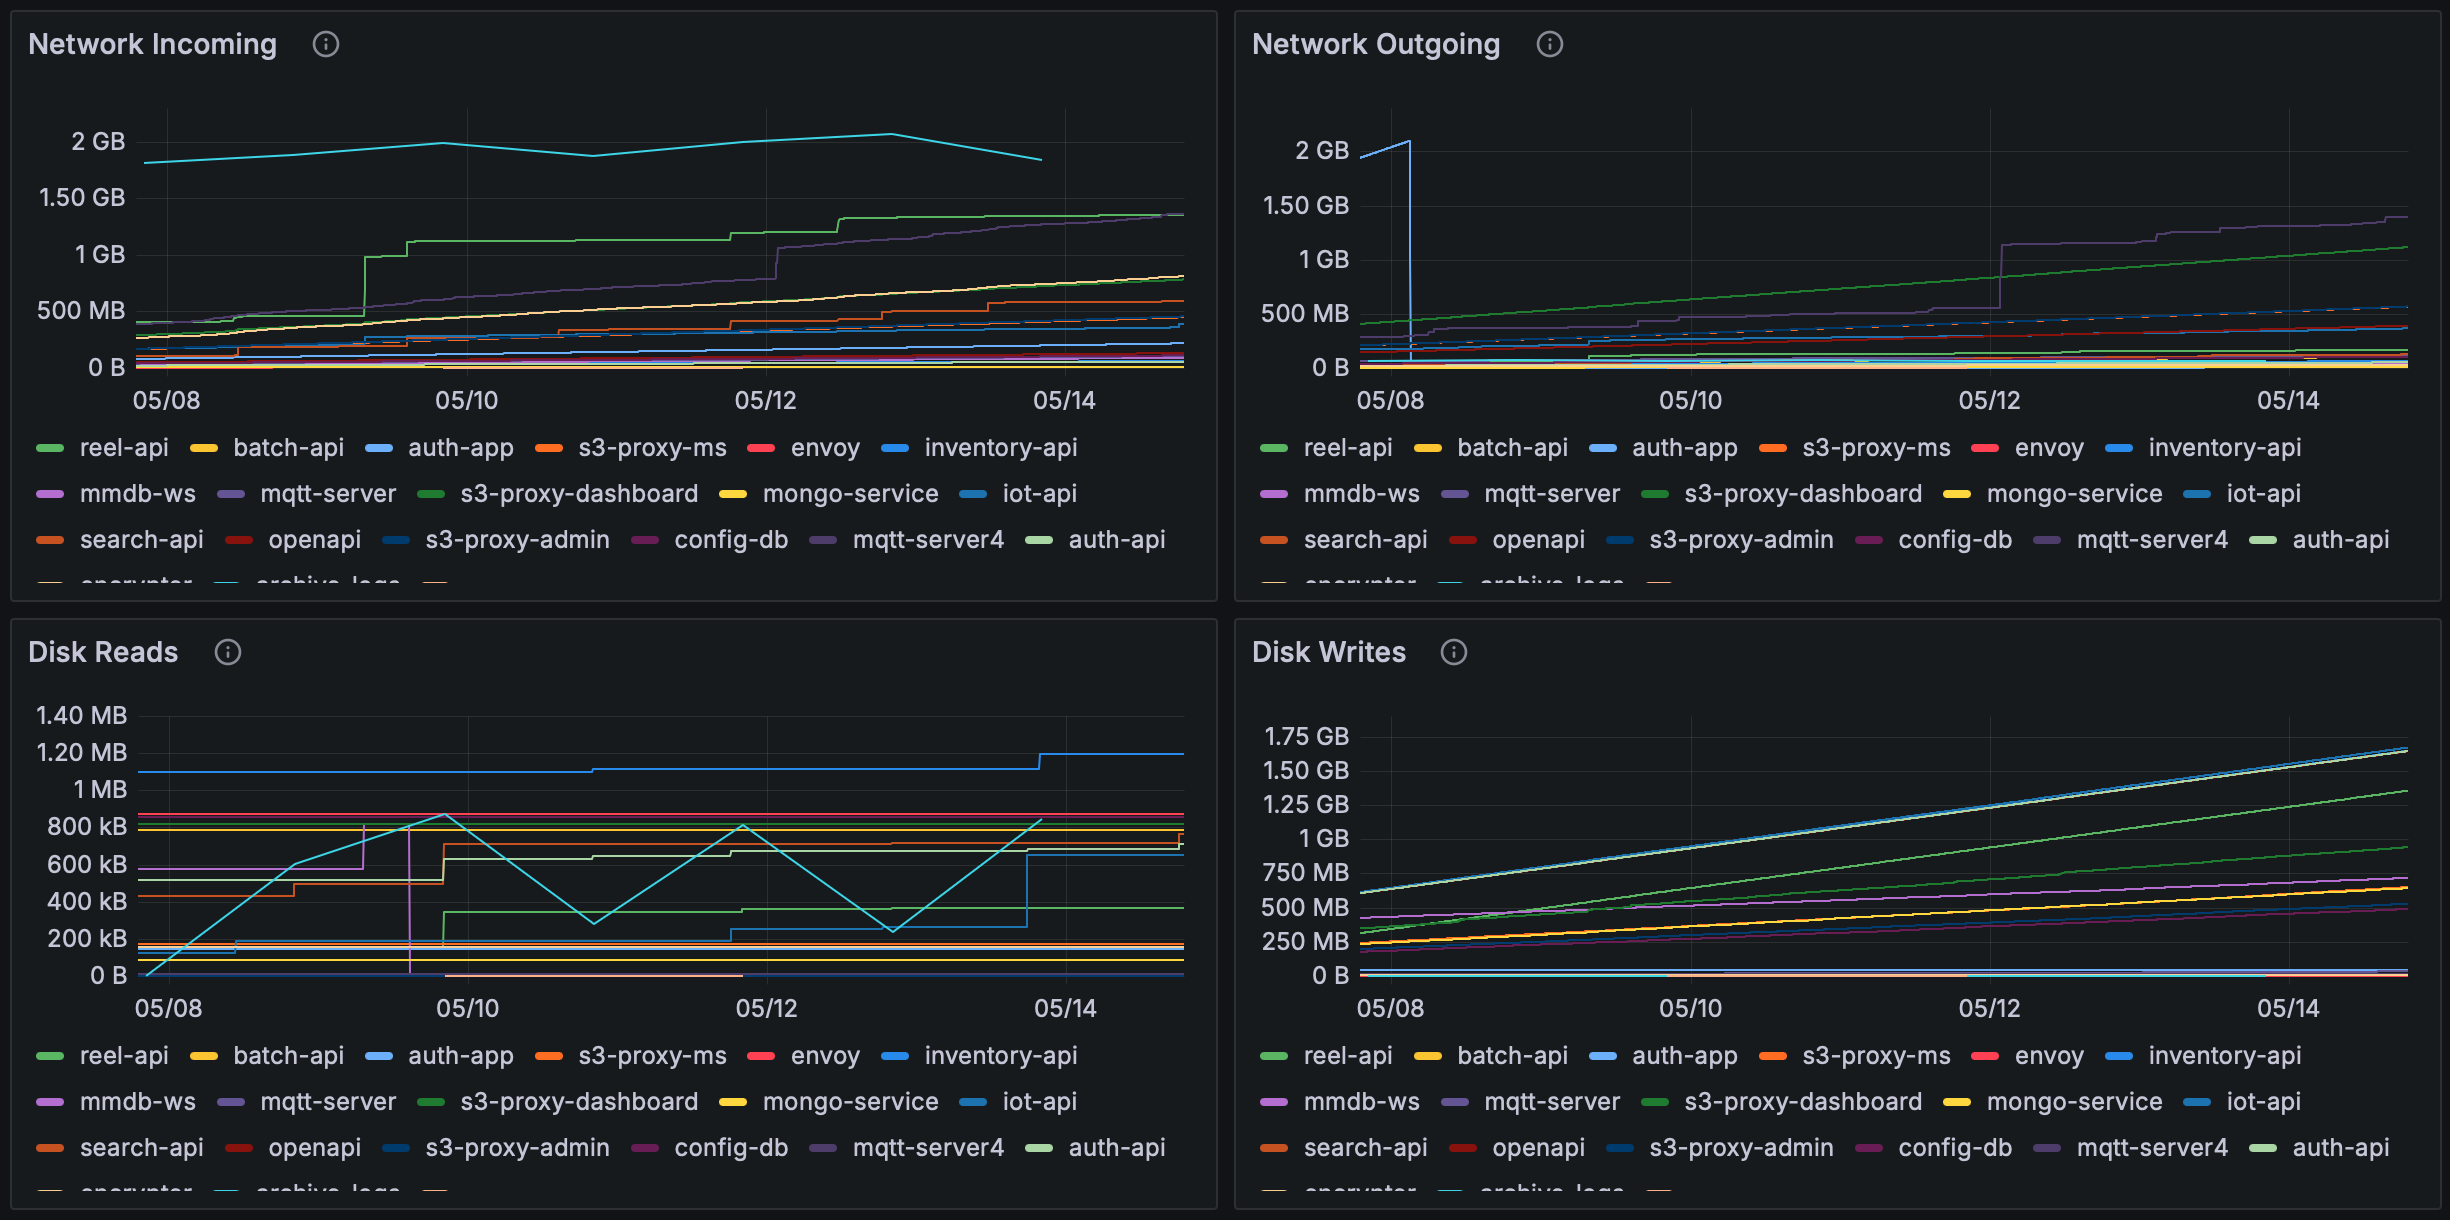 Network Incoming
2 GB
1.50 GB
1 GB
500 MB
0 B
05/08 05/10 05/12 05/14
reel-api batch-api auth-app s3-proxy-ms envoy inventory-api
mmdb-ws mqtt-server s3-proxy-dashboard mongo-service iot-api
search-api openapi s3-proxy-admin config-db mqtt-server4 auth-api
encryptor archive-logs
Network Outgoing
2 GB
1.50 GB
1 GB
500 MB
0 B
05/08 05/10 05/12 05/14
reel-api batch-api auth-app s3-proxy-ms envoy inventory-api
mmdb-ws mqtt-server s3-proxy-dashboard mongo-service iot-api
search-api openapi s3-proxy-admin config-db mqtt-server4 auth-api
encryptor archive-logs
Disk Reads
1.40 MB
1.20 MB
1 MB
800 kB
600 kB
400 kB
200 kB
0 B
05/08 05/10 05/12 05/14
reel-api batch-api auth-app s3-proxy-ms envoy inventory-api
mmdb-ws mqtt-server s3-proxy-dashboard mongo-service iot-api
search-api openapi s3-proxy-admin config-db mqtt-server4 auth-api
encryptor archive-logs
Disk Writes
1.75 GB
1.50 GB
1.25 GB
1 GB
750 MB
500 MB
250 MB
0 B
05/08 05/10 05/12 05/14
reel-api batch-api auth-app s3-proxy-ms envoy inventory-api
mmdb-ws mqtt-server s3-proxy-dashboard mongo-service iot-api
search-api openapi s3-proxy-admin config-db mqtt-server4 auth-api
encryptor archive-logs